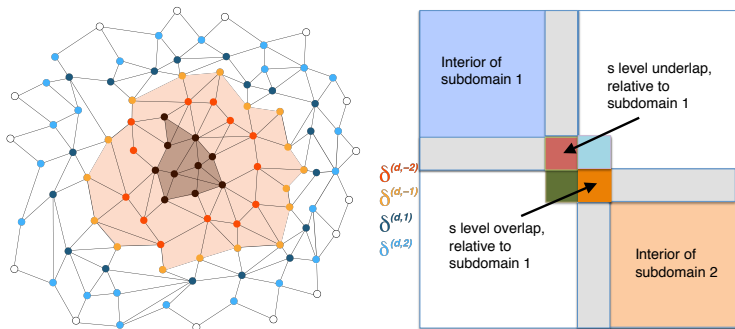 Interior of
subdomain 1
s level underlap,
relative to
subdomain 1
δ^(d,-2)
δ^(d,-1)
δ^(d,1)
δ^(d,2)
s level overlap,
relative to
subdomain 1
Interior of
subdomain 2